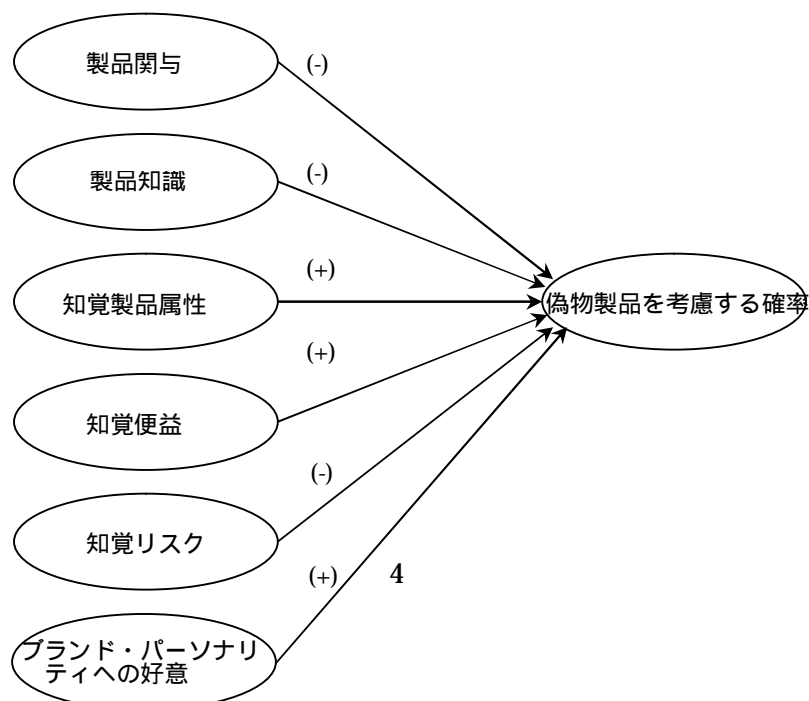 製品関与
(-)
製品知識
(-)
知覚製品属性
(+)
偽物製品を考慮する確率
(+)
知覚便益
(-)
知覚リスク
(+)
4
ブランド・パーソナリ
ティへの好意